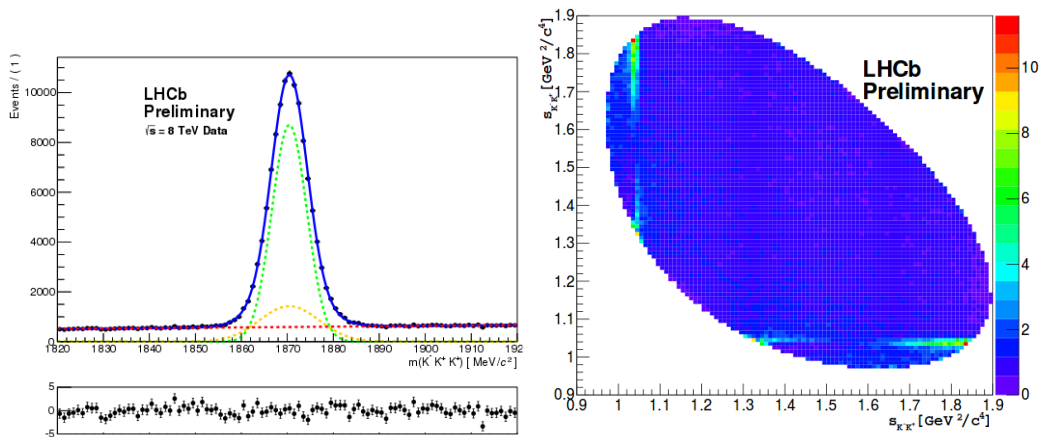 Events / ( 1 )
10000
8000
6000
4000
2000
0
LHCb
Preliminary
√s = 8 TeV Data
1820 1830 1840 1850 1860 1870 1880 1890 1900 1910 192
m(K⁻K⁺K⁺) [ MeV/c²]
5
0
-5
s_K⁻K⁺ [GeV²/c⁴]
1.9
1.8
1.7
1.6
1.5
1.4
1.3
1.2
1.1
1
0.9
LHCb
Preliminary
0.9 1 1.1 1.2 1.3 1.4 1.5 1.6 1.7 1.8 1.9
s_K⁻K⁺ [GeV²/c⁴]
10
8
6
4
2
0